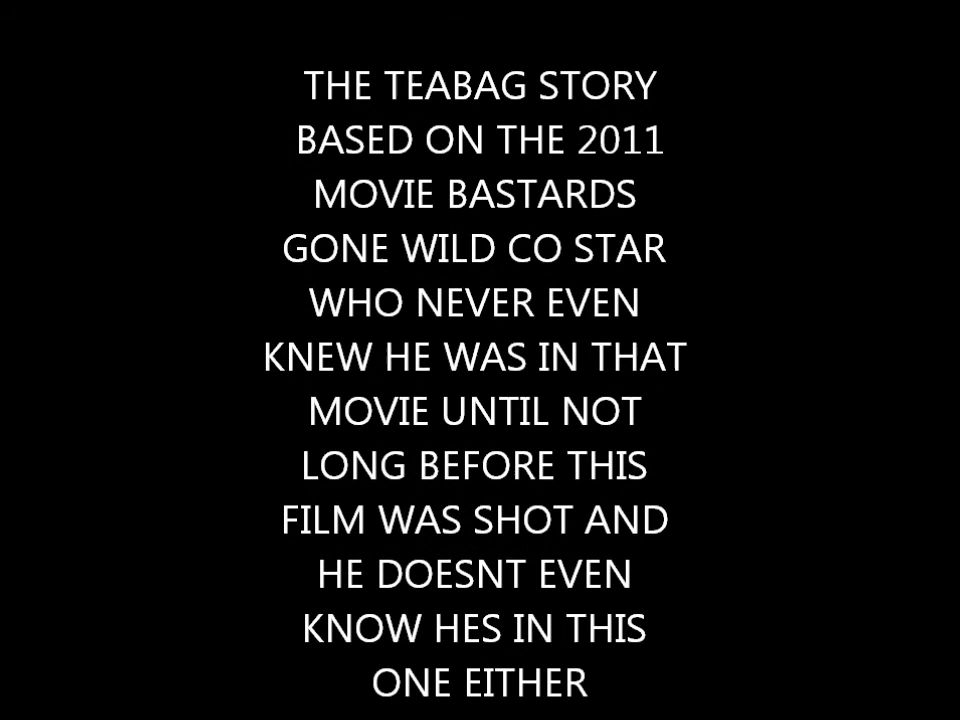 THE TEABAG STORY
BASED ON THE 2011
MOVIE BASTARDS
GONE WILD CO STAR
WHO NEVER EVEN
KNEW HE WAS IN THAT
MOVIE UNTIL NOT
LONG BEFORE THIS
FILM WAS SHOT AND
HE DOESNT EVEN
KNOW HES IN THIS
ONE EITHER